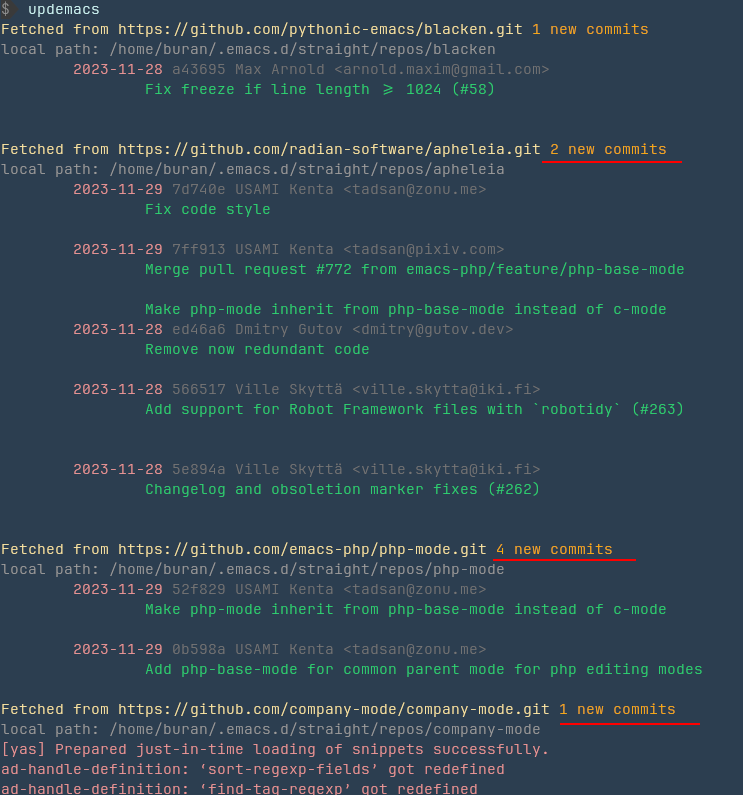 $ updemacs
Fetched from https://github.com/pythonic-emacs/blacken.git 1 new commits
local path: /home/buran/.emacs.d/straight/repos/blacken
2023-11-28 a43695 Max Arnold <arnold.maxim@gmail.com>
Fix freeze if line length >= 1024 (#58)
Fetched from https://github.com/radian-software/apheleia.git 2 new commits
local path: /home/buran/.emacs.d/straight/repos/apheleia
2023-11-29 7d740e USAMI Kenta <tadsan@zonu.me>
Fix code style
2023-11-29 7ff913 USAMI Kenta <tadsan@pixiv.com>
Merge pull request #772 from emacs-php/feature/php-base-mode
Make php-mode inherit from php-base-mode instead of c-mode
2023-11-28 ed46a6 Dmitry Gutov <dmitry@gutov.dev>
Remove now redundant code
2023-11-28 566517 Ville Skyttä <ville.skytta@iki.fi>
Add support for Robot Framework files with `robotidy` (#263)
2023-11-28 5e894a Ville Skyttä <ville.skytta@iki.fi>
Changelog and obsoletion marker fixes (#262)
Fetched from https://github.com/emacs-php/php-mode.git 4 new commits
local path: /home/buran/.emacs.d/straight/repos/php-mode
2023-11-29 52f829 USAMI Kenta <tadsan@zonu.me>
Make php-mode inherit from php-base-mode instead of c-mode
2023-11-29 0b598a USAMI Kenta <tadsan@zonu.me>
Add php-base-mode for common parent mode for php editing modes
Fetched from https://github.com/company-mode/company-mode.git 1 new commits
local path: /home/buran/.emacs.d/straight/repos/company-mode
[yas] Prepared just-in-time loading of snippets successfully.
ad-handle-definition: ‘sort-regexp-fields’ got redefined
ad-handle-definition: ‘find-tag-regexp’ got redefined